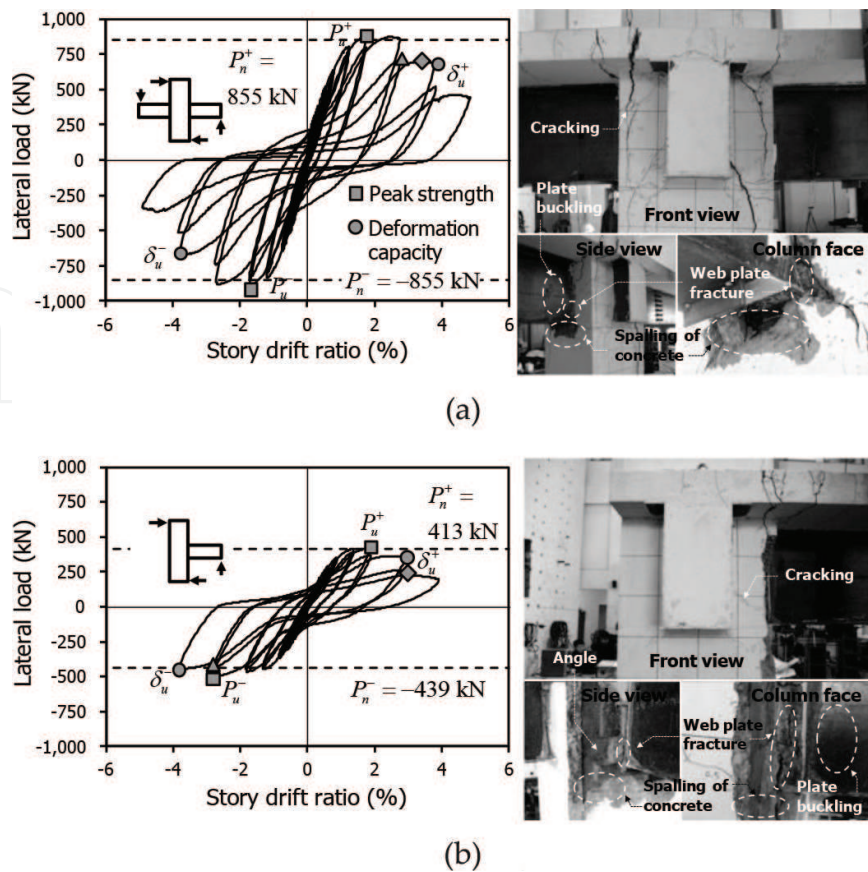 1,000
750
500
250
0
-250
-500
-750
-1,000
Lateral load (kN)
-6 -4 -2 0 2 4 6
Story drift ratio (%)
P_n^+ =
855 kN
P_u^+
δ_u^+
Peak strength
Deformation
capacity
δ_u^-
P_u^-
P_n^- = −855 kN
Cracking
Plate
buckling
Front view
Side view
Column face
Web plate
fracture
Spalling of
concrete
(a)
1,000
750
500
250
0
-250
-500
-750
-1,000
Lateral load (kN)
-6 -4 -2 0 2 4 6
Story drift ratio (%)
P_n^+ =
413 kN
P_u^+
δ_u^+
δ_u^-
P_u^-
P_n^- = −439 kN
Cracking
Angle
Front view
Side view
Column face
Web plate
fracture
Spalling of
concrete
Plate
buckling
(b)